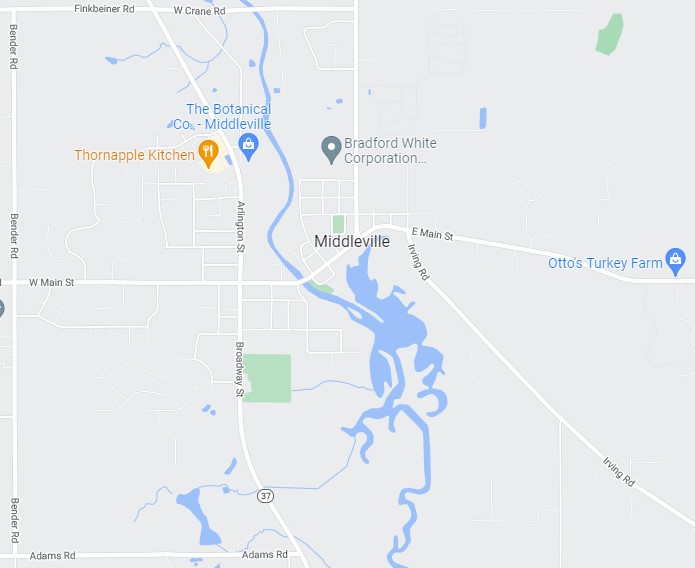 Finkbeiner Rd
W Crane Rd
Bender Rd
The Botanical
Co. - Middleville
Thornapple Kitchen
Bradford White
Corporation...
Arlington St
Bender Rd
Middleville
E Main St
Irving Rd
Otto's Turkey Farm
W Main St
Broadway St
Irving Rd
37
Bender Rd
Adams Rd
Adams Rd